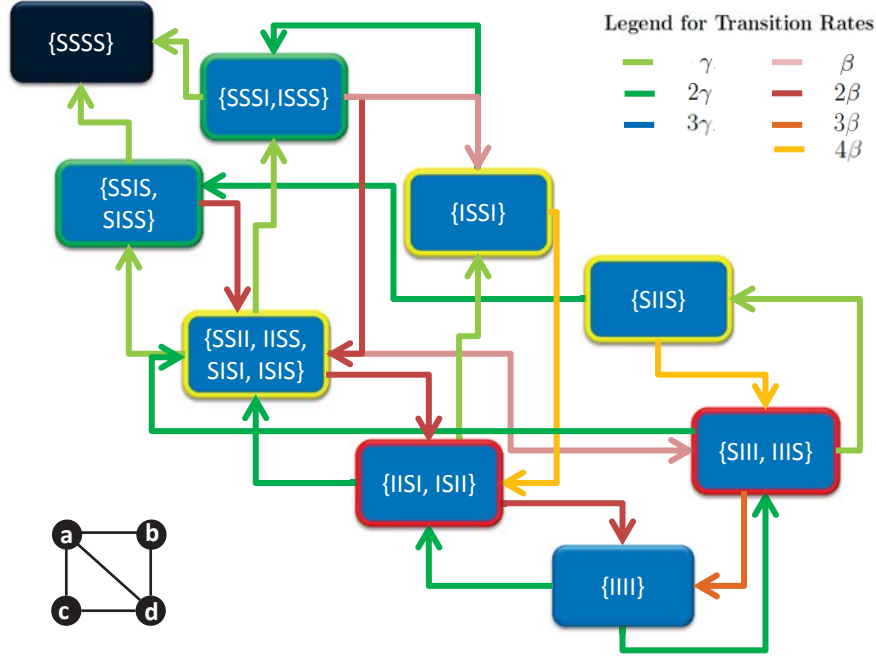 {SSSS}
Legend for Transition Rates
γ
β
2γ
2β
3γ
3β
4β
{SSSI,ISSS}
{SSIS,
SISS}
{ISSI}
{SIIS}
{SSII, IISS,
SISI, ISIS}
{IISI, ISII}
{SIII, IIIS}
{IIII}
a
b
c
d